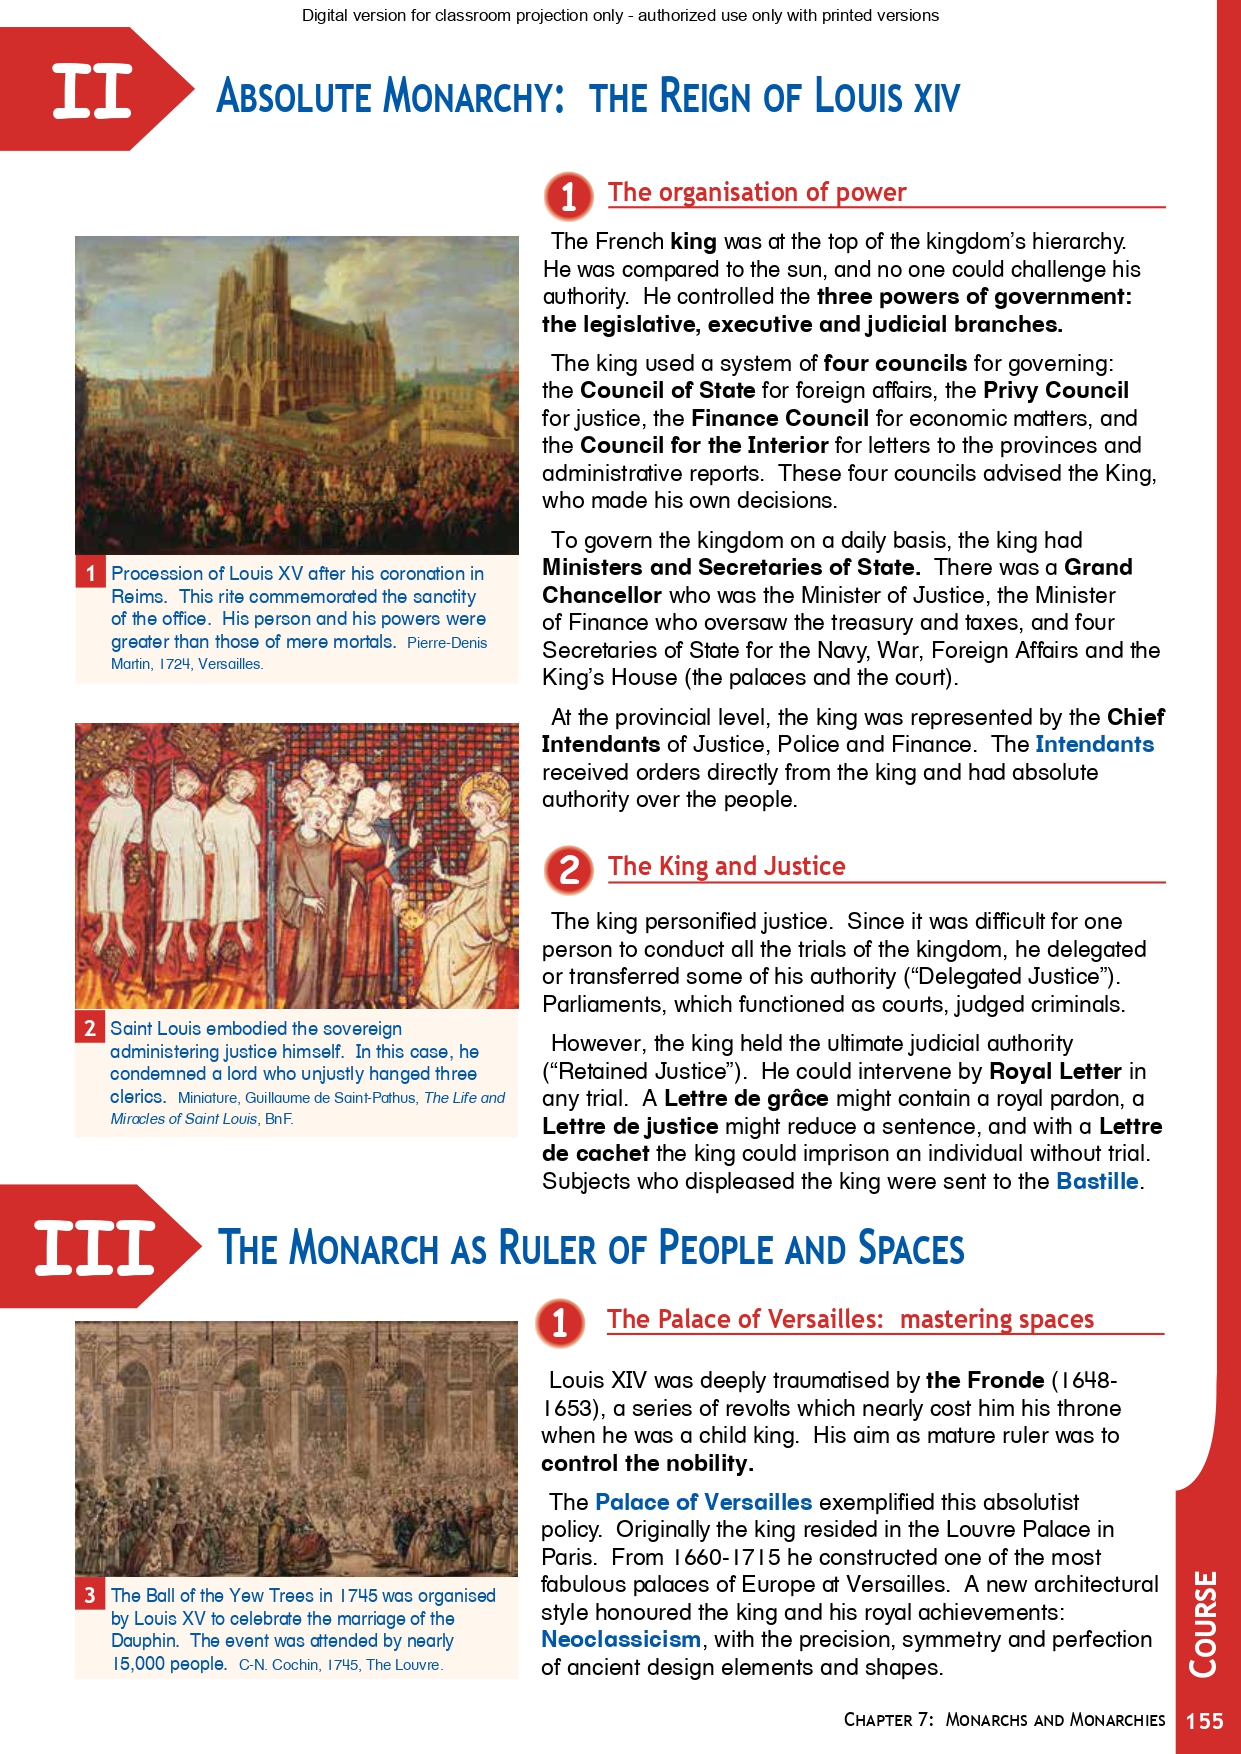 Digital version for classroom projection only - authorized use only with printed versions
II
Absolute Monarchy: the Reign of Louis XIV
1 The organisation of power
The French king was at the top of the kingdom's hierarchy.
He was compared to the sun, and no one could challenge his
authority. He controlled the three powers of government:
the legislative, executive and judicial branches.
The king used a system of four councils for governing:
the Council of State for foreign affairs, the Privy Council
for justice, the Finance Council for economic matters, and
the Council for the Interior for letters to the provinces and
administrative reports. These four councils advised the King,
who made his own decisions.
To govern the kingdom on a daily basis, the king had
Ministers and Secretaries of State. There was a Grand
Chancellor who was the Minister of Justice, the Minister
of Finance who oversaw the treasury and taxes, and four
Secretaries of State for the Navy, War, Foreign Affairs and the
King's House (the palaces and the court).
At the provincial level, the king was represented by the Chief
Intendants of Justice, Police and Finance. The Intendants
received orders directly from the king and had absolute
authority over the people.
1 Procession of Louis XV after his coronation in
Reims. This rite commemorated the sanctity
of the office. His person and his powers were
greater than those of mere mortals. Pierre-Denis
Martin, 1724, Versailles.
2 The King and Justice
The king personified justice. Since it was difficult for one
person to conduct all the trials of the kingdom, he delegated
or transferred some of his authority (“Delegated Justice”).
Parliaments, which functioned as courts, judged criminals.
However, the king held the ultimate judicial authority
(“Retained Justice”). He could intervene by Royal Letter in
any trial. A Lettre de grâce might contain a royal pardon, a
Lettre de justice might reduce a sentence, and with a Lettre
de cachet the king could imprison an individual without trial.
Subjects who displeased the king were sent to the Bastille.
2 Saint Louis embodied the sovereign
administering justice himself. In this case, he
condemned a lord who unjustly hanged three
clerics. Miniature, Guillaume de Saint-Pathus, The Life and
Miracles of Saint Louis, BnF.
III
The Monarch as Ruler of People and Spaces
1 The Palace of Versailles: mastering spaces
Louis XIV was deeply traumatised by the Fronde (1648-
1653), a series of revolts which nearly cost him his throne
when he was a child king. His aim as mature ruler was to
control the nobility.
The Palace of Versailles exemplified this absolutist
policy. Originally the king resided in the Louvre Palace in
Paris. From 1660-1715 he constructed one of the most
fabulous palaces of Europe at Versailles. A new architectural
style honoured the king and his royal achievements:
Neoclassicism, with the precision, symmetry and perfection
of ancient design elements and shapes.
3 The Ball of the Yew Trees in 1745 was organised
by Louis XV to celebrate the marriage of the
Dauphin. The event was attended by nearly
15,000 people. C-N. Cochin, 1745, The Louvre.
Course
Chapter 7: Monarchs and Monarchies 155